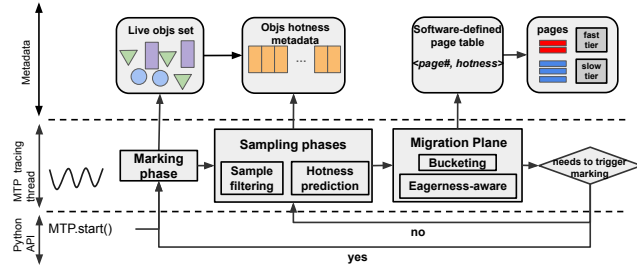 Metadata
Live objs set
Objs hotness
metadata
...
Software-defined
page table
<page#, hotness>
pages
fast
tier
slow
tier
MTP tracing
thread
Marking
phase
Sampling phases
Sample
filtering
Hotness
prediction
Migration Plane
Bucketing
Eagerness-aware
needs to trigger
marking
Python
API
MTP.start()
no
yes